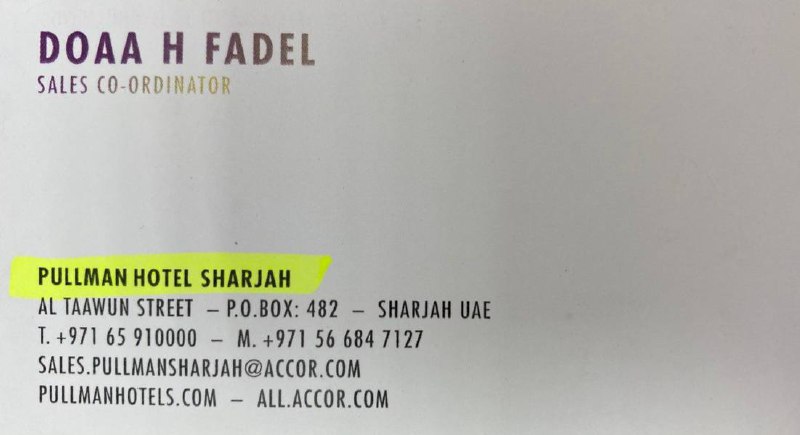 DOAA H FADEL
SALES CO-ORDINATOR
PULLMAN HOTEL SHARJAH
AL TAAWUN STREET – P.O.BOX: 482 – SHARJAH UAE
T. +971 65 910000 – M. +971 56 684 7127
SALES.PULLMANSHARJAH@ACCOR.COM
PULLMANHOTELS.COM – ALL.ACCOR.COM